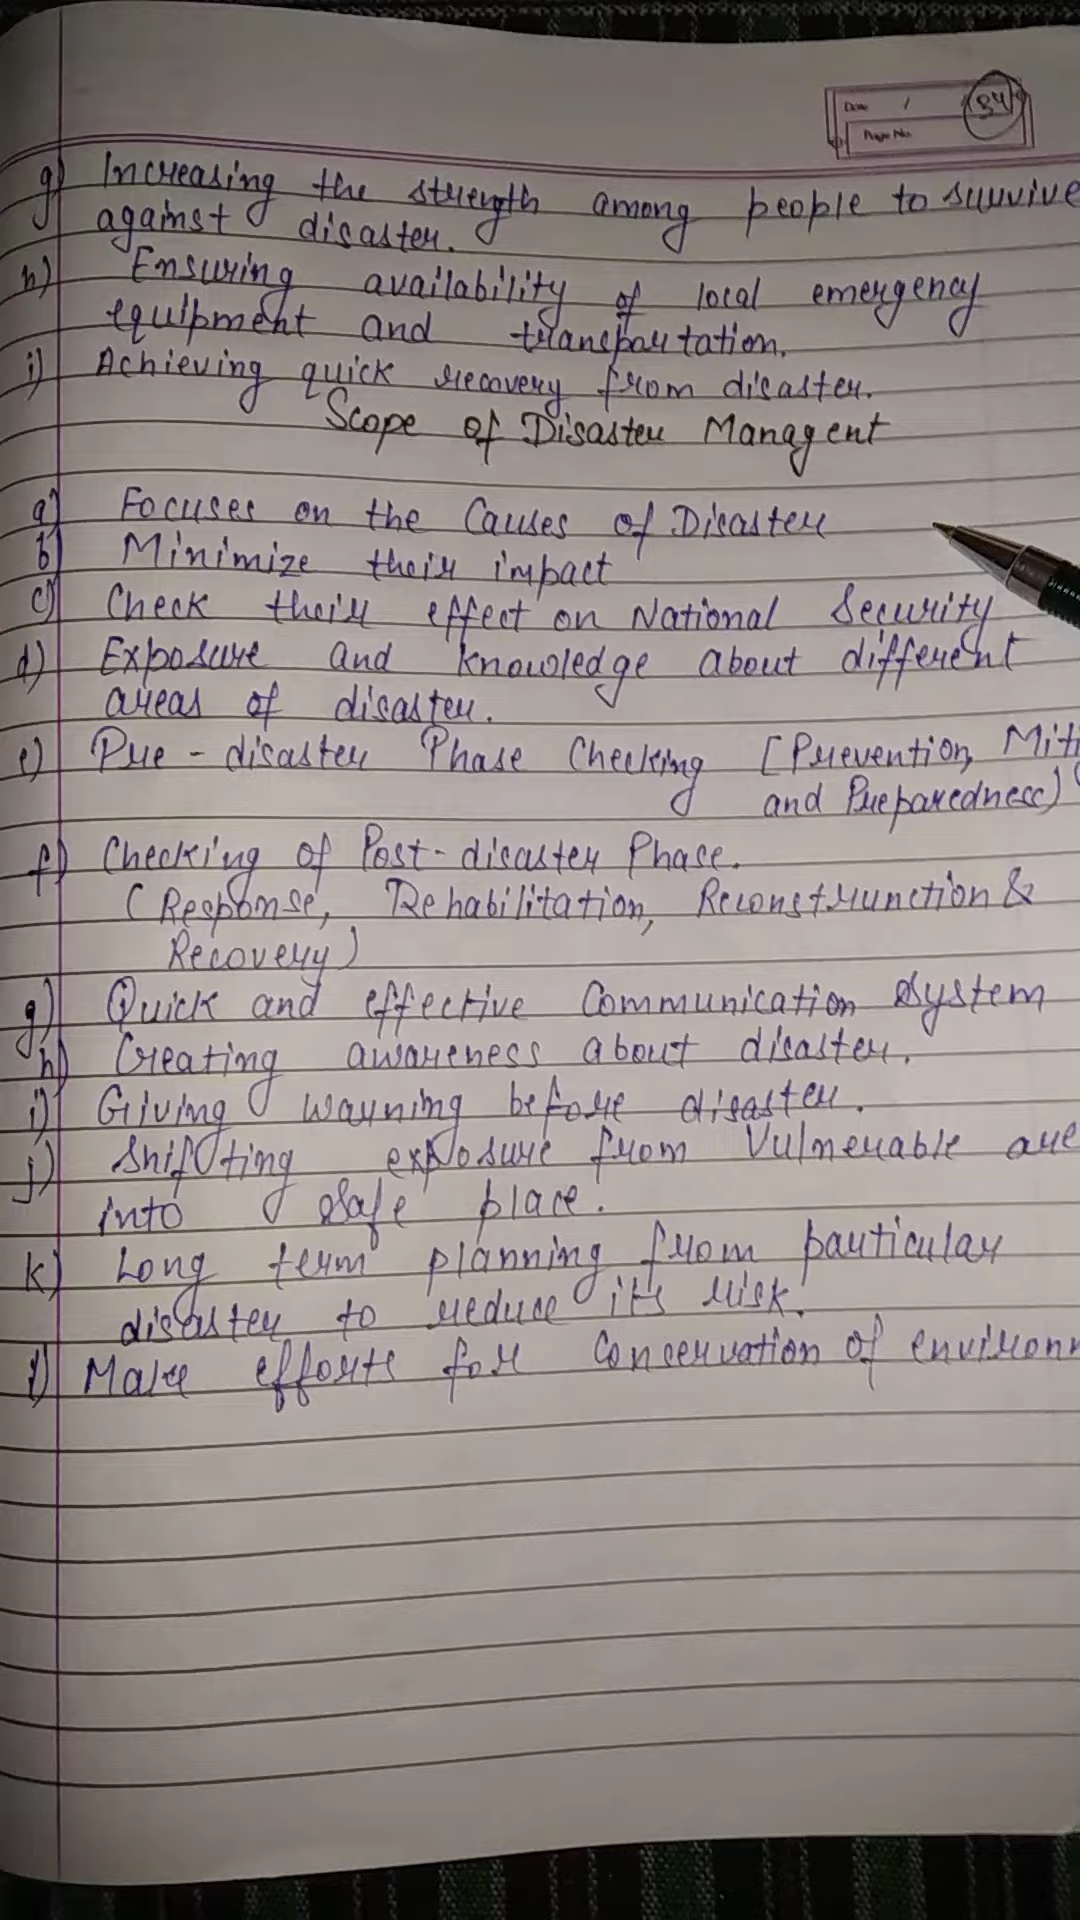 Date / 34
Page No.
g) Increasing the strength among people to survive
against disaster.
h) Ensuring availability of local emergency
equipment and transportation.
i) Achieving quick recovery from disaster.
Scope of Disaster Managent
a) Focuses on the Causes of Disaster
b) Minimize their impact
c) Check their effect on National Security
d) Exposure and knowledge about different
areas of disaster.
e) Pre-disaster Phase Checking [Prevention, Miti
and Preparedness)
f) Checking of Post-disaster Phase.
(Response, Rehabilitation, Reconstrunction &
Recovery)
g) Quick and effective Communication System
h) Creating awareness about disaster.
i) Giving warning before disaster.
j) Shifting exposure from Vulnerable are
into safe place.
k) Long term planning from particular
disaster to reduce its risk.
l) Make efforts for Conservation of environm